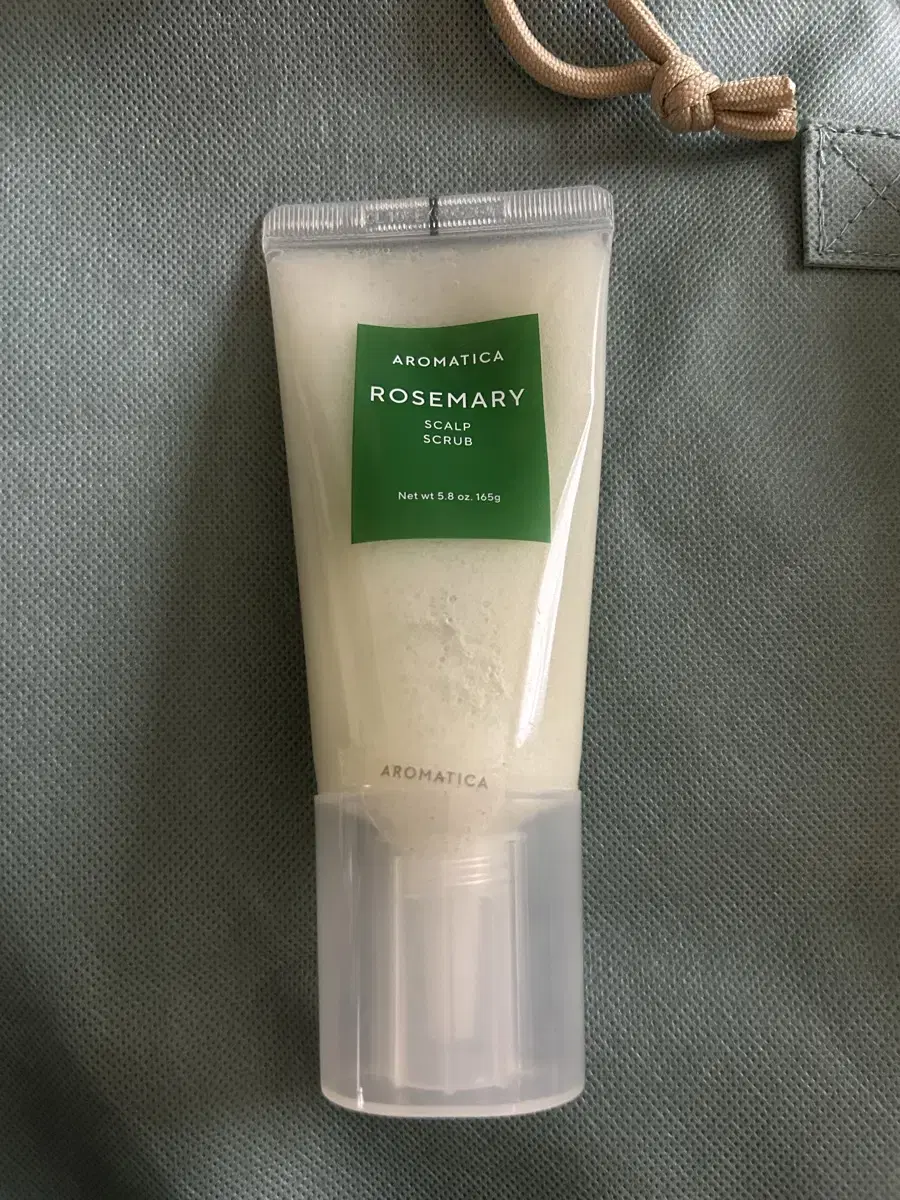 AROMATICA
ROSEMARY
SCALP
SCRUB
Net wt 5.8 oz. 165g
AROMATICA